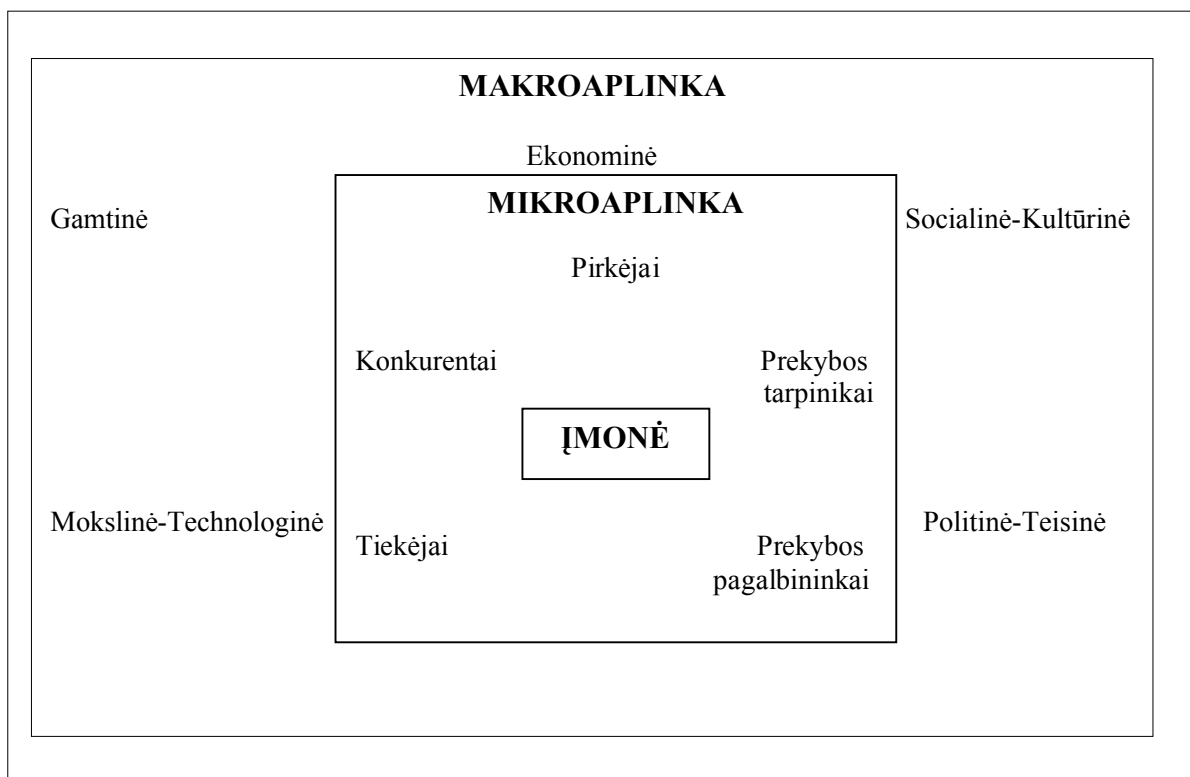 MAKROAPLINKA
Ekonominė
Gamtinė
MIKROAPLINKA
Socialinė-Kultūrinė
Pirkėjai
Konkurentai
Prekybos
tarpinikai
ĮMONĖ
Mokslinė-Technologinė
Politinė-Teisinė
Tiekėjai
Prekybos
pagalbininkai